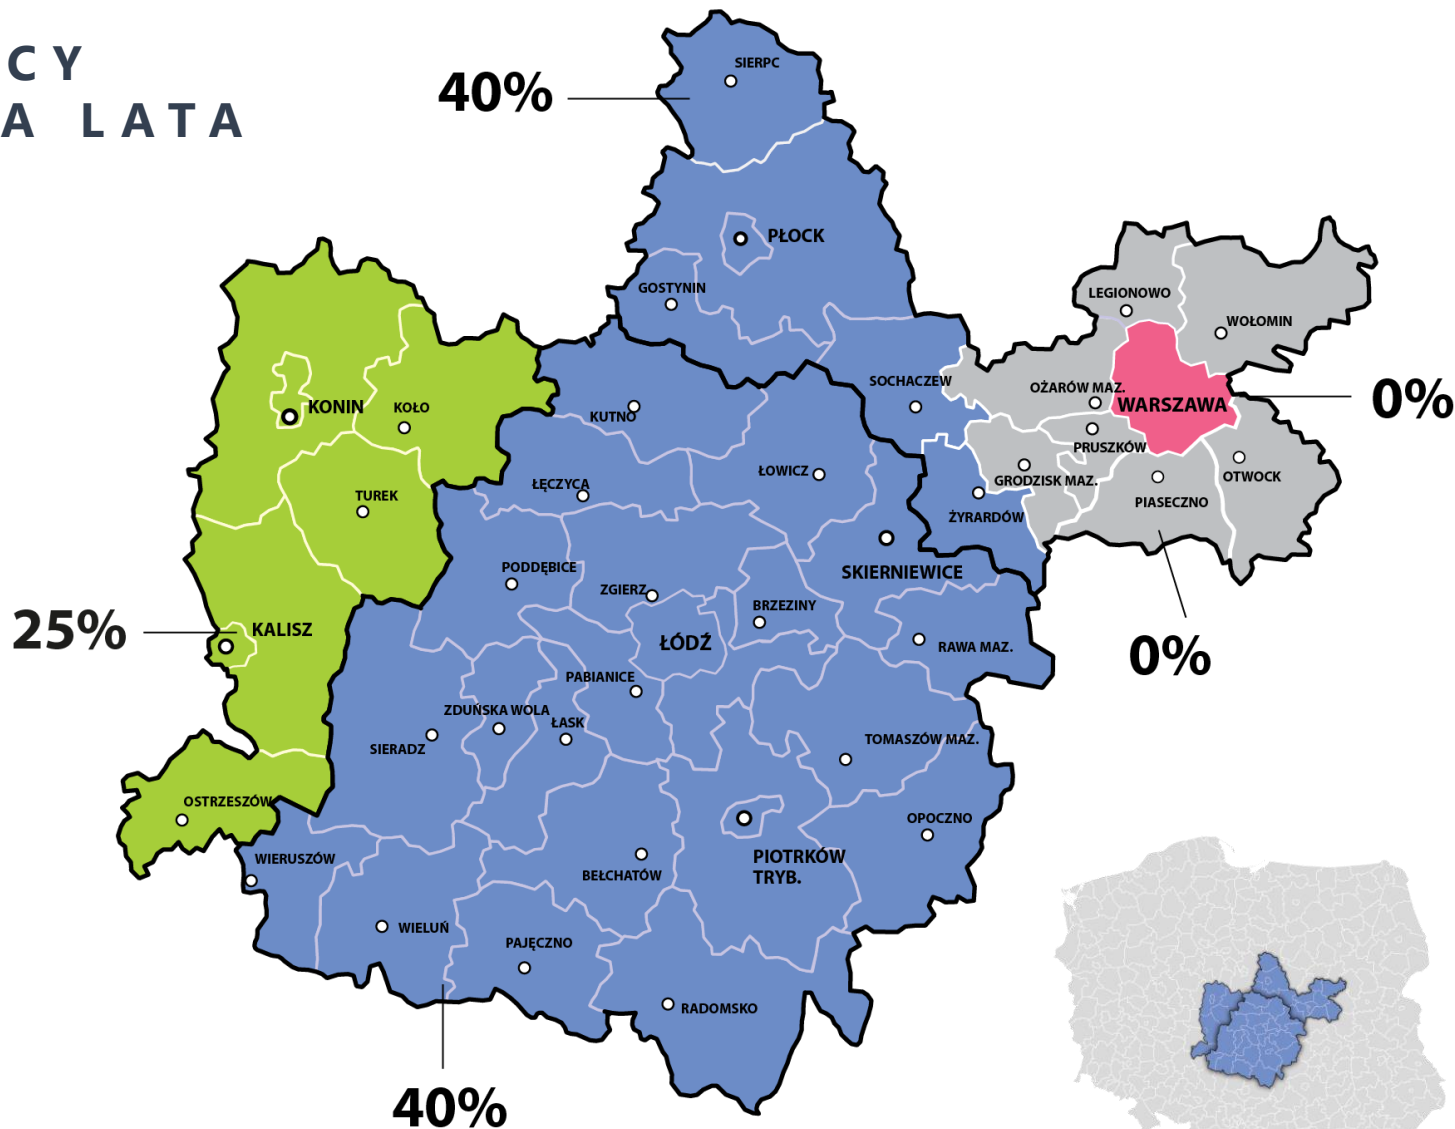 CY
A LATA
40%
SIERPC
PŁOCK
GOSTYNIN
LEGIONOWO
WOŁOMIN
SOCHACZEW
OŻARÓW MAZ.
WARSZAWA
0%
KONIN
KOŁO
KUTNO
PRUSZKÓW
ŁOWICZ
GRODZISK MAZ.
OTWOCK
ŁĘCZYCA
TUREK
PIASECZNO
ŻYRARDÓW
PODDĘBICE
SKIERNIEWICE
ZGIERZ
BRZEZINY
25%
KALISZ
ŁÓDŹ
RAWA MAZ.
0%
PABIANICE
ZDUŃSKA WOLA
ŁASK
SIERADZ
TOMASZÓW MAZ.
OSTRZESZÓW
OPOCZNO
WIERUSZÓW
PIOTRKÓW
TRYB.
BEŁCHATÓW
WIELUŃ
PAJĘCZNO
RADOMSKO
40%